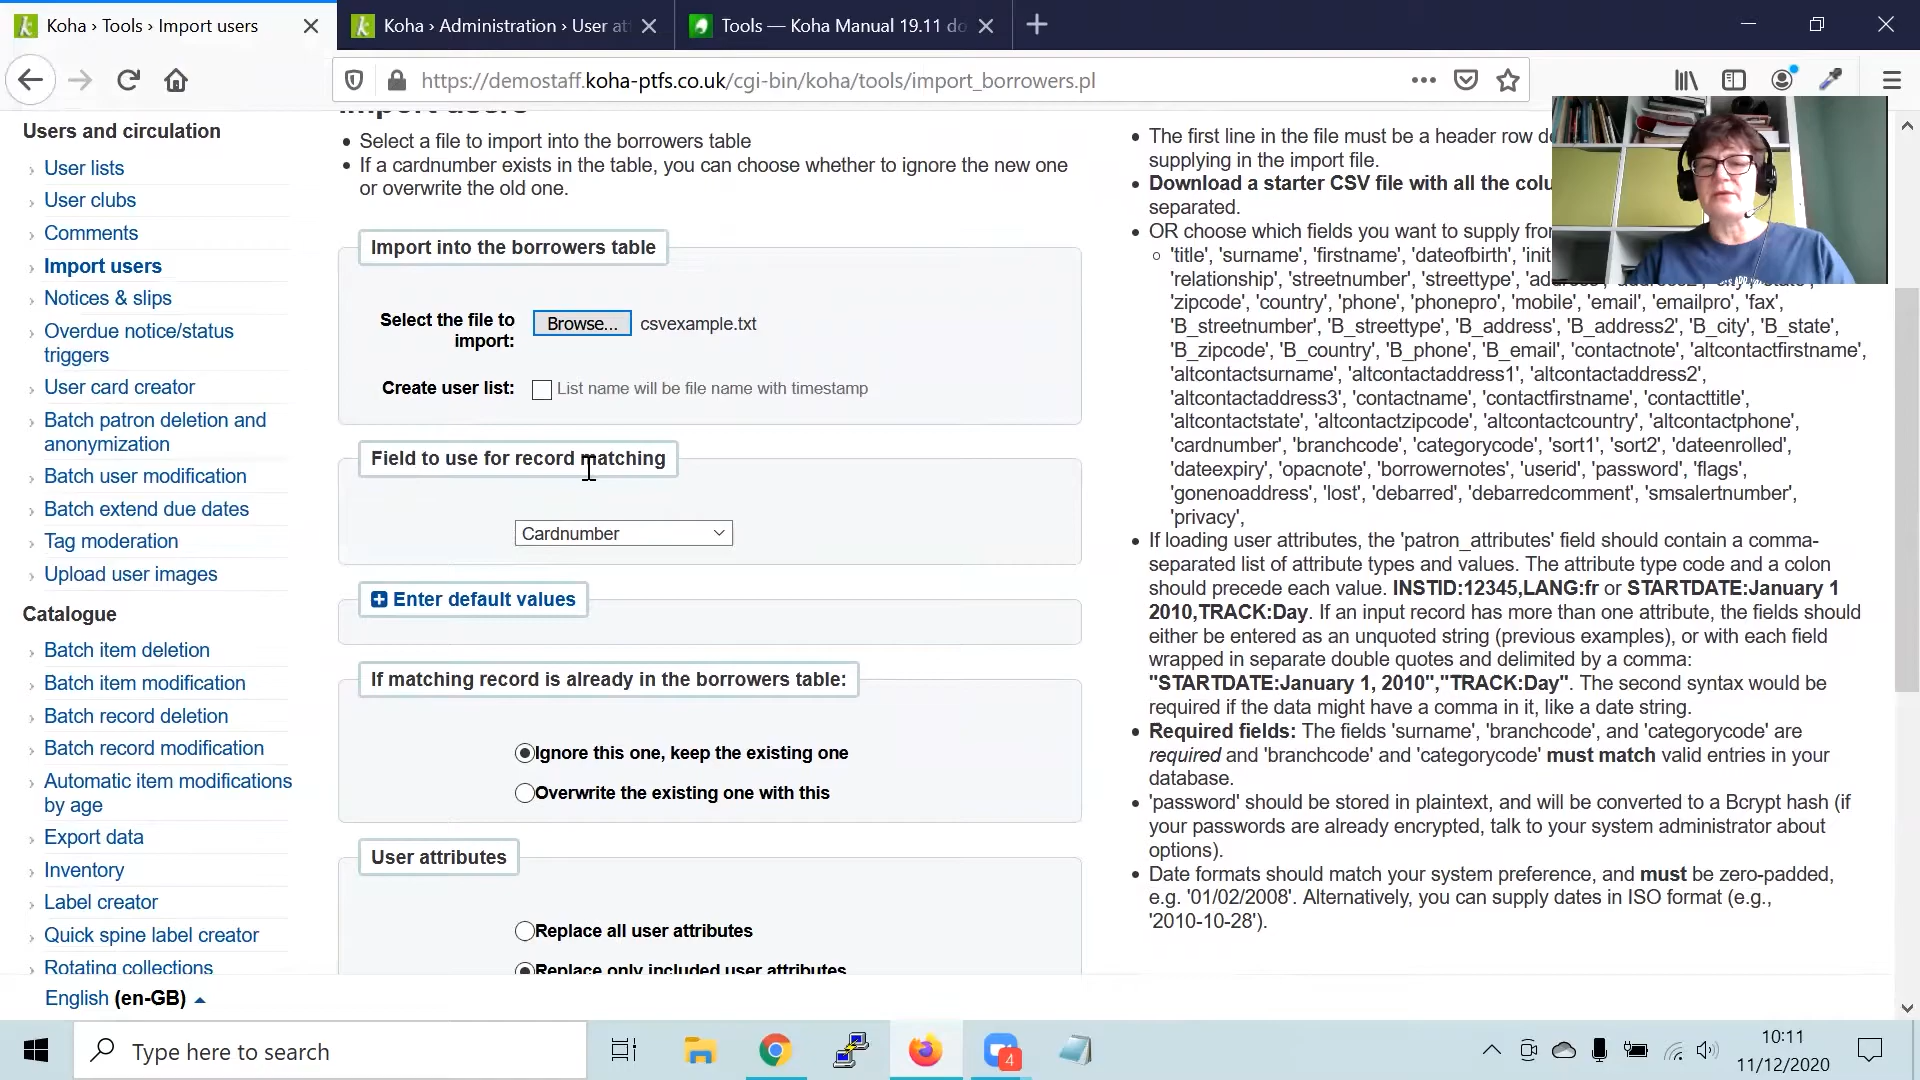 Koha › Tools › Import users
Koha › Administration › User at
Tools — Koha Manual 19.11 do
https://demostaff.koha-ptfs.co.uk/cgi-bin/koha/tools/import_borrowers.pl
Users and circulation
User lists
User clubs
Comments
Import users
Notices & slips
Overdue notice/status
triggers
User card creator
Batch patron deletion and
anonymization
Batch user modification
Batch extend due dates
Tag moderation
Upload user images
Catalogue
Batch item deletion
Batch item modification
Batch record deletion
Batch record modification
Automatic item modifications
by age
Export data
Inventory
Label creator
Quick spine label creator
Rotating collections
English (en-GB)
Import users
Select a file to import into the borrowers table
If a cardnumber exists in the table, you can choose whether to ignore the new one
or overwrite the old one.
Import into the borrowers table
Select the file to
import:
Browse... csvexample.txt
Create user list: List name will be file name with timestamp
Field to use for record matching
Cardnumber
Enter default values
If matching record is already in the borrowers table:
Ignore this one, keep the existing one
Overwrite the existing one with this
User attributes
Replace all user attributes
Replace only included user attributes
The first line in the file must be a header row de
supplying in the import file.
Download a starter CSV file with all the colu
separated.
OR choose which fields you want to supply from
'title', 'surname', 'firstname', 'dateofbirth', 'init
'relationship', 'streetnumber', 'streettype', 'address', 'address2', 'city', 'state',
'zipcode', 'country', 'phone', 'phonepro', 'mobile', 'email', 'emailpro', 'fax',
'B_streetnumber', 'B_streettype', 'B_address', 'B_address2', 'B_city', 'B_state',
'B_zipcode', 'B_country', 'B_phone', 'B_email', 'contactnote', 'altcontactfirstname',
'altcontactsurname', 'altcontactaddress1', 'altcontactaddress2',
'altcontactaddress3', 'contactname', 'contactfirstname', 'contacttitle',
'altcontactstate', 'altcontactzipcode', 'altcontactcountry', 'altcontactphone',
'cardnumber', 'branchcode', 'categorycode', 'sort1', 'sort2', 'dateenrolled',
'dateexpiry', 'opacnote', 'borrowernotes', 'userid', 'password', 'flags',
'gonenoaddress', 'lost', 'debarred', 'debarredcomment', 'smsalertnumber',
'privacy',
If loading user attributes, the 'patron_attributes' field should contain a comma-
separated list of attribute types and values. The attribute type code and a colon
should precede each value. INSTID:12345,LANG:fr or STARTDATE:January 1
2010,TRACK:Day. If an input record has more than one attribute, the fields should
either be entered as an unquoted string (previous examples), or with each field
wrapped in separate double quotes and delimited by a comma:
"STARTDATE:January 1, 2010","TRACK:Day". The second syntax would be
required if the data might have a comma in it, like a date string.
Required fields: The fields 'surname', 'branchcode', and 'categorycode' are
required and 'branchcode' and 'categorycode' must match valid entries in your
database.
'password' should be stored in plaintext, and will be converted to a Bcrypt hash (if
your passwords are already encrypted, talk to your system administrator about
options).
Date formats should match your system preference, and must be zero-padded,
e.g. '01/02/2008'. Alternatively, you can supply dates in ISO format (e.g.,
'2010-10-28').
Type here to search
4
10:11
11/12/2020